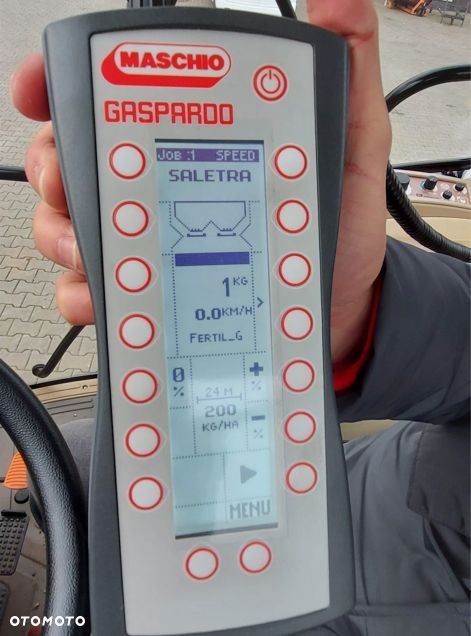 MASCHIO
GASPARDO
Job :1 SPEED
SALETRA
1 KG
0.0 KM/H
>
FERTIL_G
0 +
% %
24 M
200
KG/HA
-
%
MENU
OTOMOTO